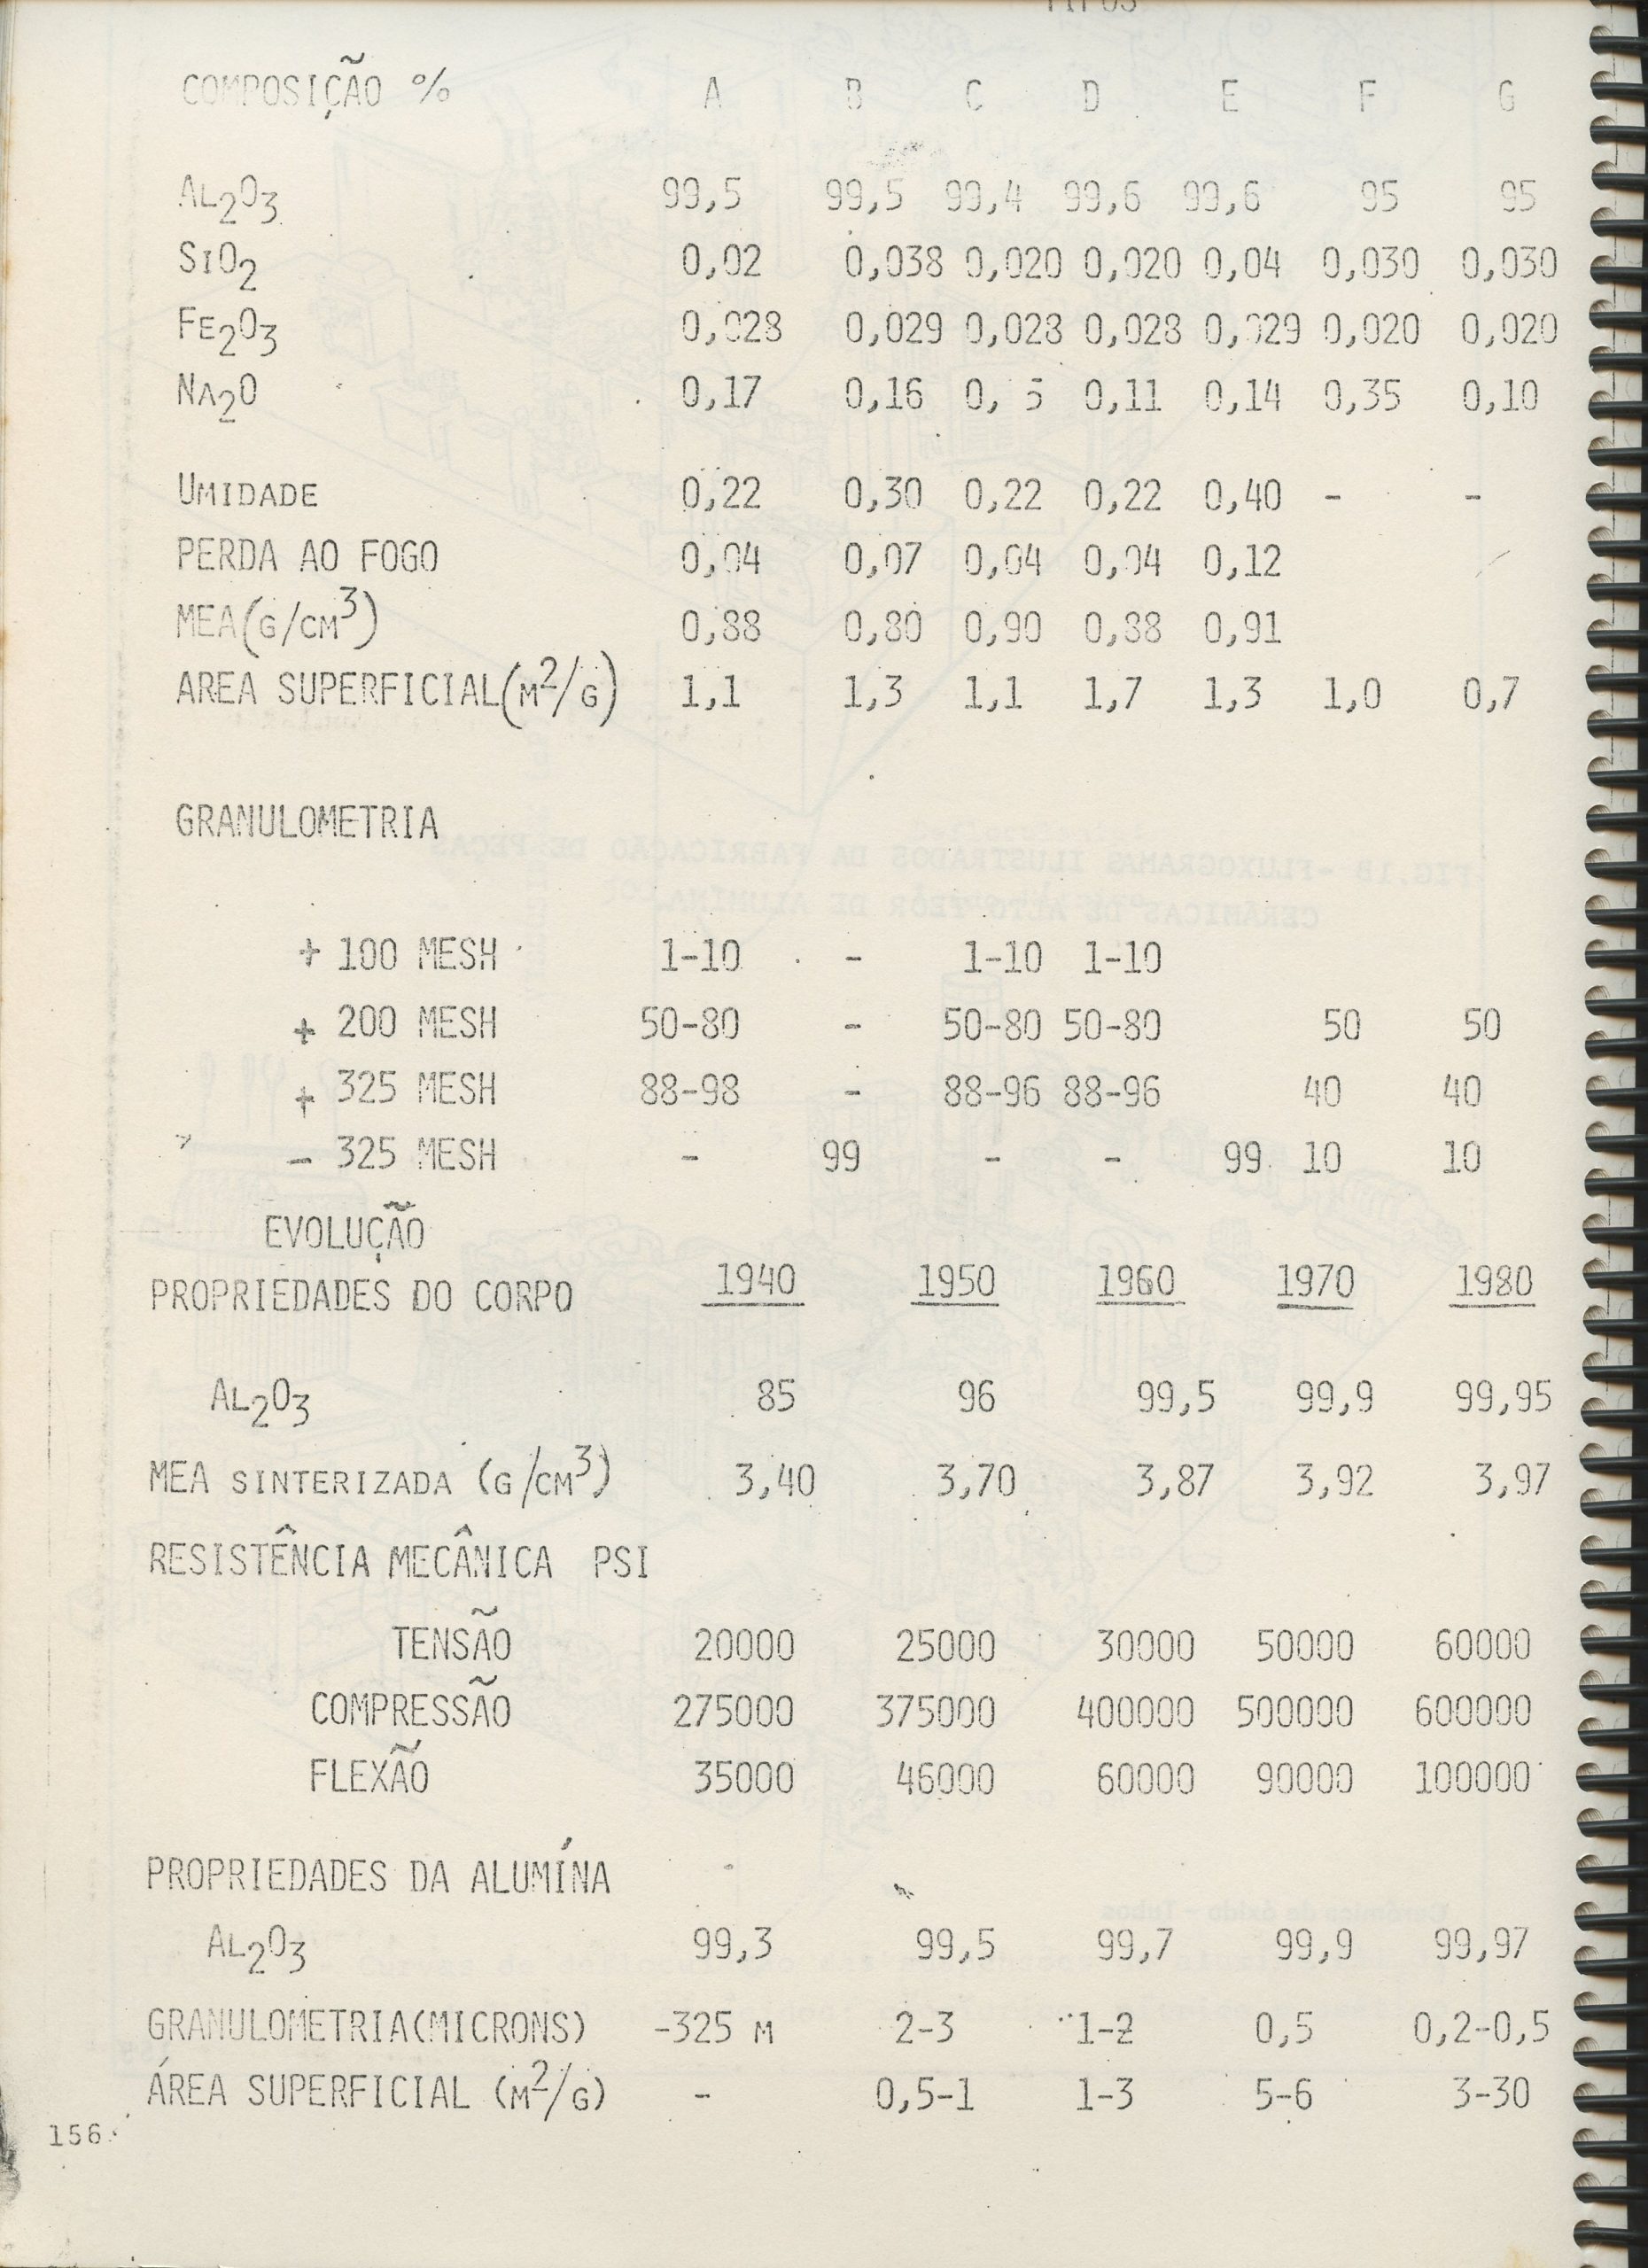 TIPOS
COMPOSIÇÃO % A B C D E F G
AL2O3 99,5 99,5 99,4 99,6 99,6 95 95
SIO2 0,02 0,038 0,020 0,020 0,04 0,030 0,030
FE2O3 0,028 0,029 0,028 0,028 0,029 0,020 0,020
NA2O 0,17 0,16 0, 5 0,11 0,14 0,35 0,10
UMIDADE 0,22 0,30 0,22 0,22 0,40 - -
PERDA AO FOGO 0,04 0,07 0,04 0,04 0,12
MEA(G/CM3) 0,88 0,80 0,90 0,88 0,91
AREA SUPERFICIAL(M2/G) 1,1 1,3 1,1 1,7 1,3 1,0 0,7
GRANULOMETRIA
+ 100 MESH 1-10 - 1-10 1-10
+ 200 MESH 50-80 - 50-80 50-80 50 50
+ 325 MESH 88-98 - 88-96 88-96 40 40
- 325 MESH - 99 - - 99 10 10
EVOLUÇÃO
PROPRIEDADES DO CORPO 1940 1950 1960 1970 1980
AL2O3 85 96 99,5 99,9 99,95
MEA SINTERIZADA (G/CM3) 3,40 3,70 3,87 3,92 3,97
RESISTÊNCIA MECÂNICA PSI
TENSÃO 20000 25000 30000 50000 60000
COMPRESSÃO 275000 375000 400000 500000 600000
FLEXÃO 35000 46000 60000 90000 100000
PROPRIEDADES DA ALUMÍNA
AL2O3 99,3 99,5 99,7 99,9 99,97
GRANULOMETRIA(MICRONS) -325 M 2-3 1-2 0,5 0,2-0,5
ÁREA SUPERFICIAL (M2/G) - 0,5-1 1-3 5-6 3-30
156